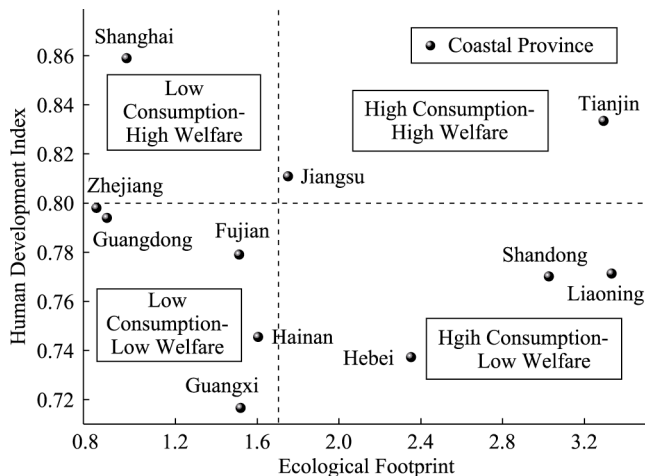 Shanghai
Coastal Province
0.86
Low
Consumption-
High Welfare
High Consumption-
High Welfare
Tianjin
0.84
0.82
Jiangsu
Zhejiang
0.80
Guangdong
Fujian
Shandong
0.78
Liaoning
Low
Consumption-
Low Welfare
0.76
Hainan
Hebei
Hgih Consumption-
Low Welfare
0.74
Guangxi
0.72
Human Development Index
0.8
1.2
1.6
2.0
2.4
2.8
3.2
Ecological Footprint